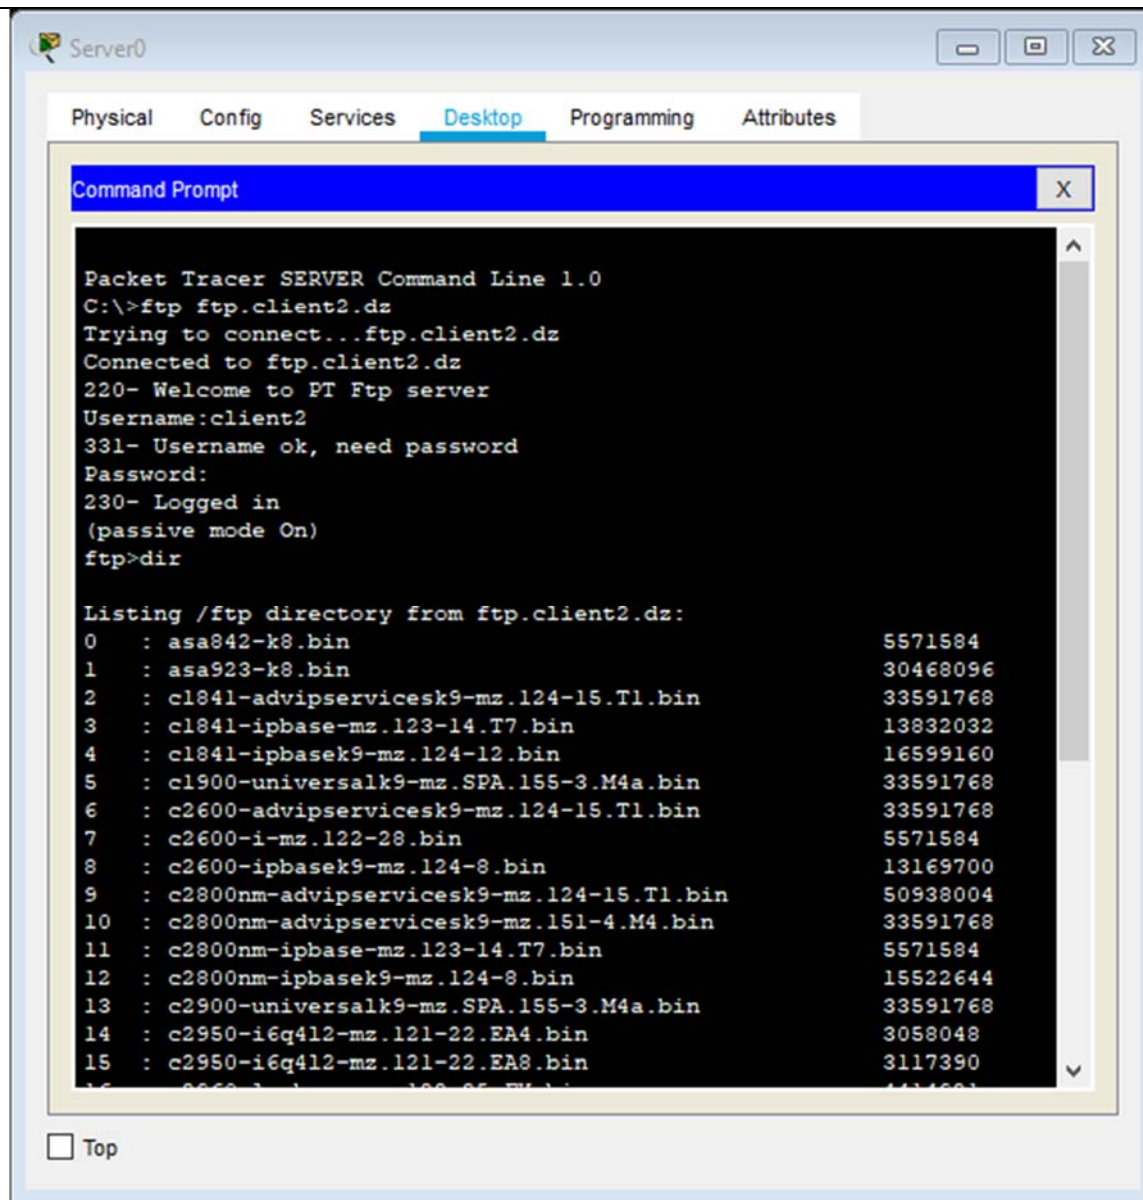 Server0
Physical Config Services Desktop Programming Attributes
Command Prompt X
Packet Tracer SERVER Command Line 1.0
C:\>ftp ftp.client2.dz
Trying to connect...ftp.client2.dz
Connected to ftp.client2.dz
220- Welcome to PT Ftp server
Username:client2
331- Username ok, need password
Password:
230- Logged in
(passive mode On)
ftp>dir
Listing /ftp directory from ftp.client2.dz:
0 : asa842-k8.bin 5571584
1 : asa923-k8.bin 30468096
2 : c1841-advipservicesk9-mz.124-15.T1.bin 33591768
3 : c1841-ipbase-mz.123-14.T7.bin 13832032
4 : c1841-ipbasek9-mz.124-12.bin 16599160
5 : c1900-universalk9-mz.SPA.155-3.M4a.bin 33591768
6 : c2600-advipservicesk9-mz.124-15.T1.bin 33591768
7 : c2600-i-mz.122-28.bin 5571584
8 : c2600-ipbasek9-mz.124-8.bin 13169700
9 : c2800nm-advipservicesk9-mz.124-15.T1.bin 50938004
10 : c2800nm-advipservicesk9-mz.151-4.M4.bin 33591768
11 : c2800nm-ipbase-mz.123-14.T7.bin 5571584
12 : c2800nm-ipbasek9-mz.124-8.bin 15522644
13 : c2900-universalk9-mz.SPA.155-3.M4a.bin 33591768
14 : c2950-i6q4l2-mz.121-22.EA4.bin 3058048
15 : c2950-i6q4l2-mz.121-22.EA8.bin 3117390
Top